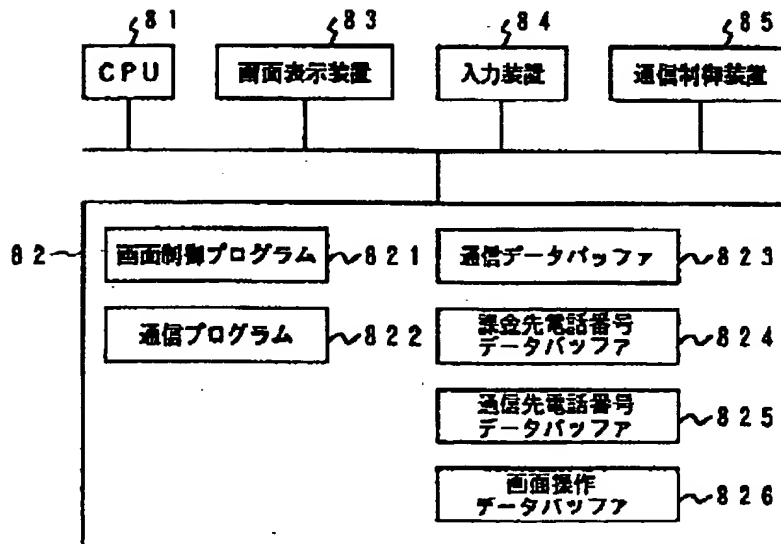 81 83 84 85
CPU 画面表示装置 入力装置 通信制御装置
82 画面制御プログラム 821 通信データバッファ 823
通信プログラム 822 課金先電話番号
データバッファ 824
通信先電話番号
データバッファ 825
画面操作
データバッファ 826